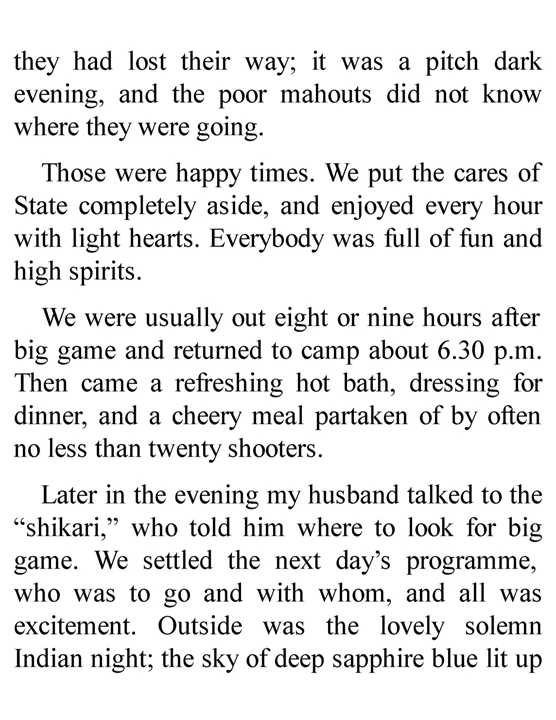 they had lost their way; it was a pitch dark
evening, and the poor mahouts did not know
where they were going.
Those were happy times. We put the cares of
State completely aside, and enjoyed every hour
with light hearts. Everybody was full of fun and
high spirits.
We were usually out eight or nine hours after
big game and returned to camp about 6.30 p.m.
Then came a refreshing hot bath, dressing for
dinner, and a cheery meal partaken of by often
no less than twenty shooters.
Later in the evening my husband talked to the
“shikari,” who told him where to look for big
game. We settled the next day’s programme,
who was to go and with whom, and all was
excitement. Outside was the lovely solemn
Indian night; the sky of deep sapphire blue lit up